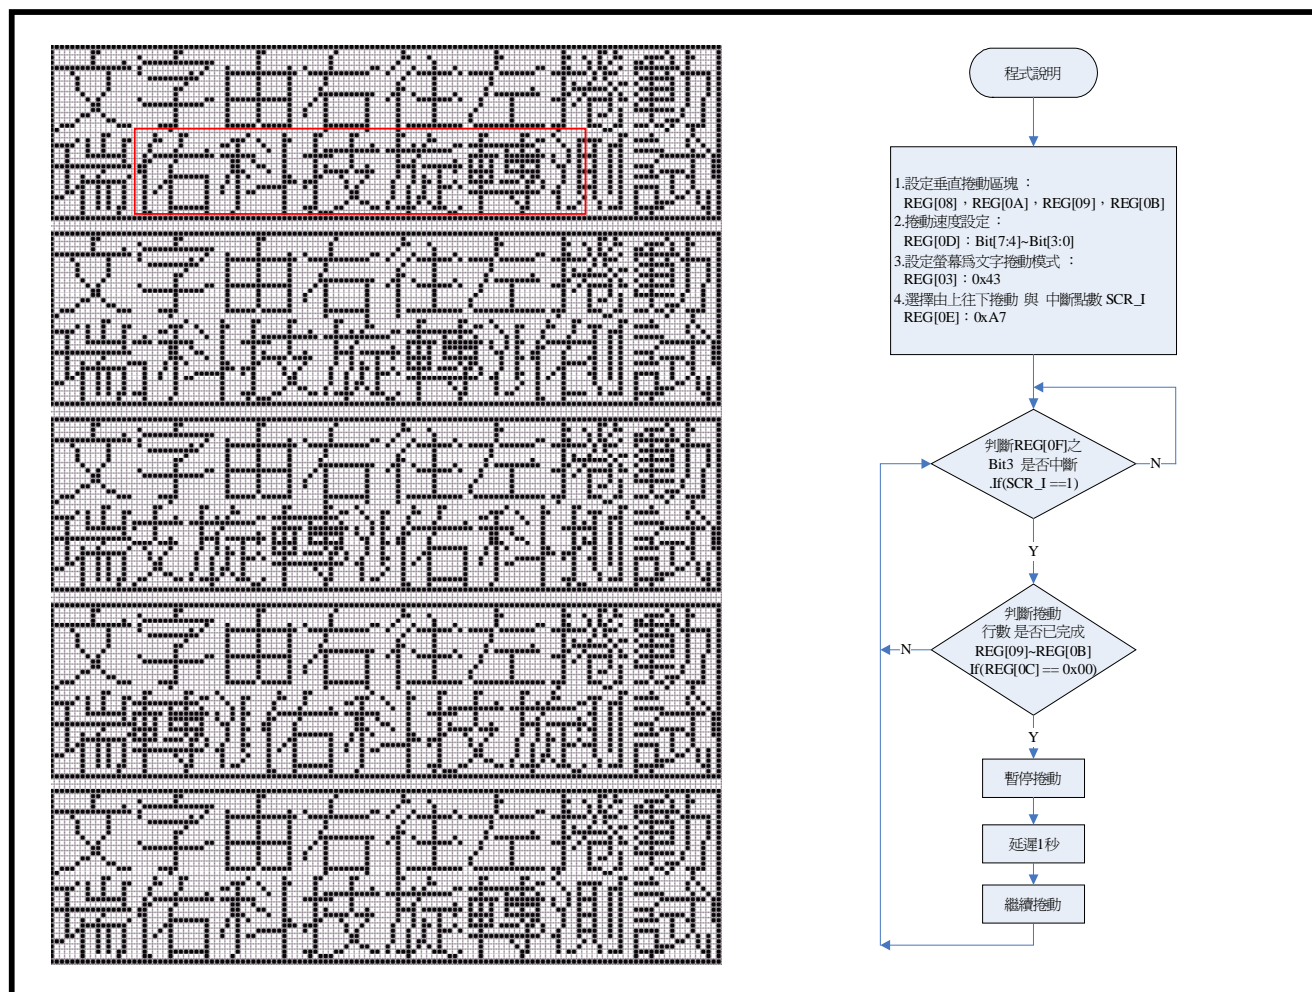 文字由右往左捲動
瑞佑科技旋轉測試
文字由右往左捲動
瑞科技旋轉試
文字由右往左捲動
瑞技旋轉佑科試
文字由右往左捲動
瑞轉佑科技旋試
文字由右往左捲動
瑞佑科技旋轉測試
程式說明
1.設定垂直捲動區塊：
REG[08]，REG[0A]，REG[09]，REG[0B]
2.捲動速度設定：
REG[0D]：Bit[7:4]~Bit[3:0]
3.設定螢幕為文字捲動模式：
REG[03]：0x43
4.選擇由上往下捲動 與 中斷點數 SCR_I
REG[0E]：0xA7
判斷REG[0F]之
Bit3 是否中斷
.If(SCR_I ==1)
N
Y
判斷捲動
行數 是否已完成
REG[09]~REG[0B]
If(REG[0C] == 0x00)
N
Y
暫停捲動
延遲1秒
繼續捲動